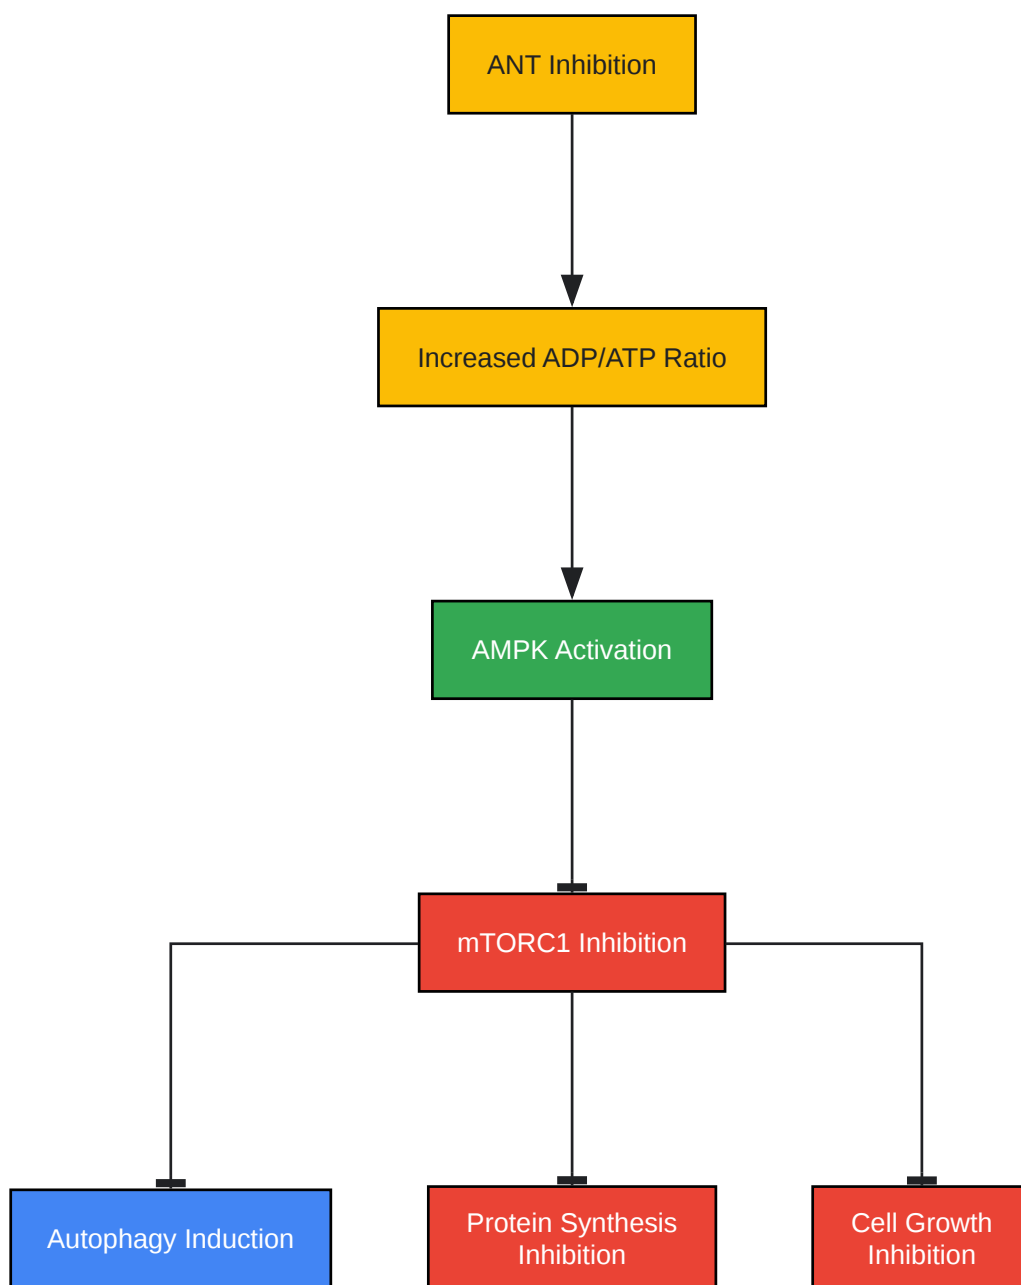 ANT Inhibition
Increased ADP/ATP Ratio
AMPK Activation
mTORC1 Inhibition
Autophagy Induction
Protein Synthesis
Inhibition
Cell Growth
Inhibition